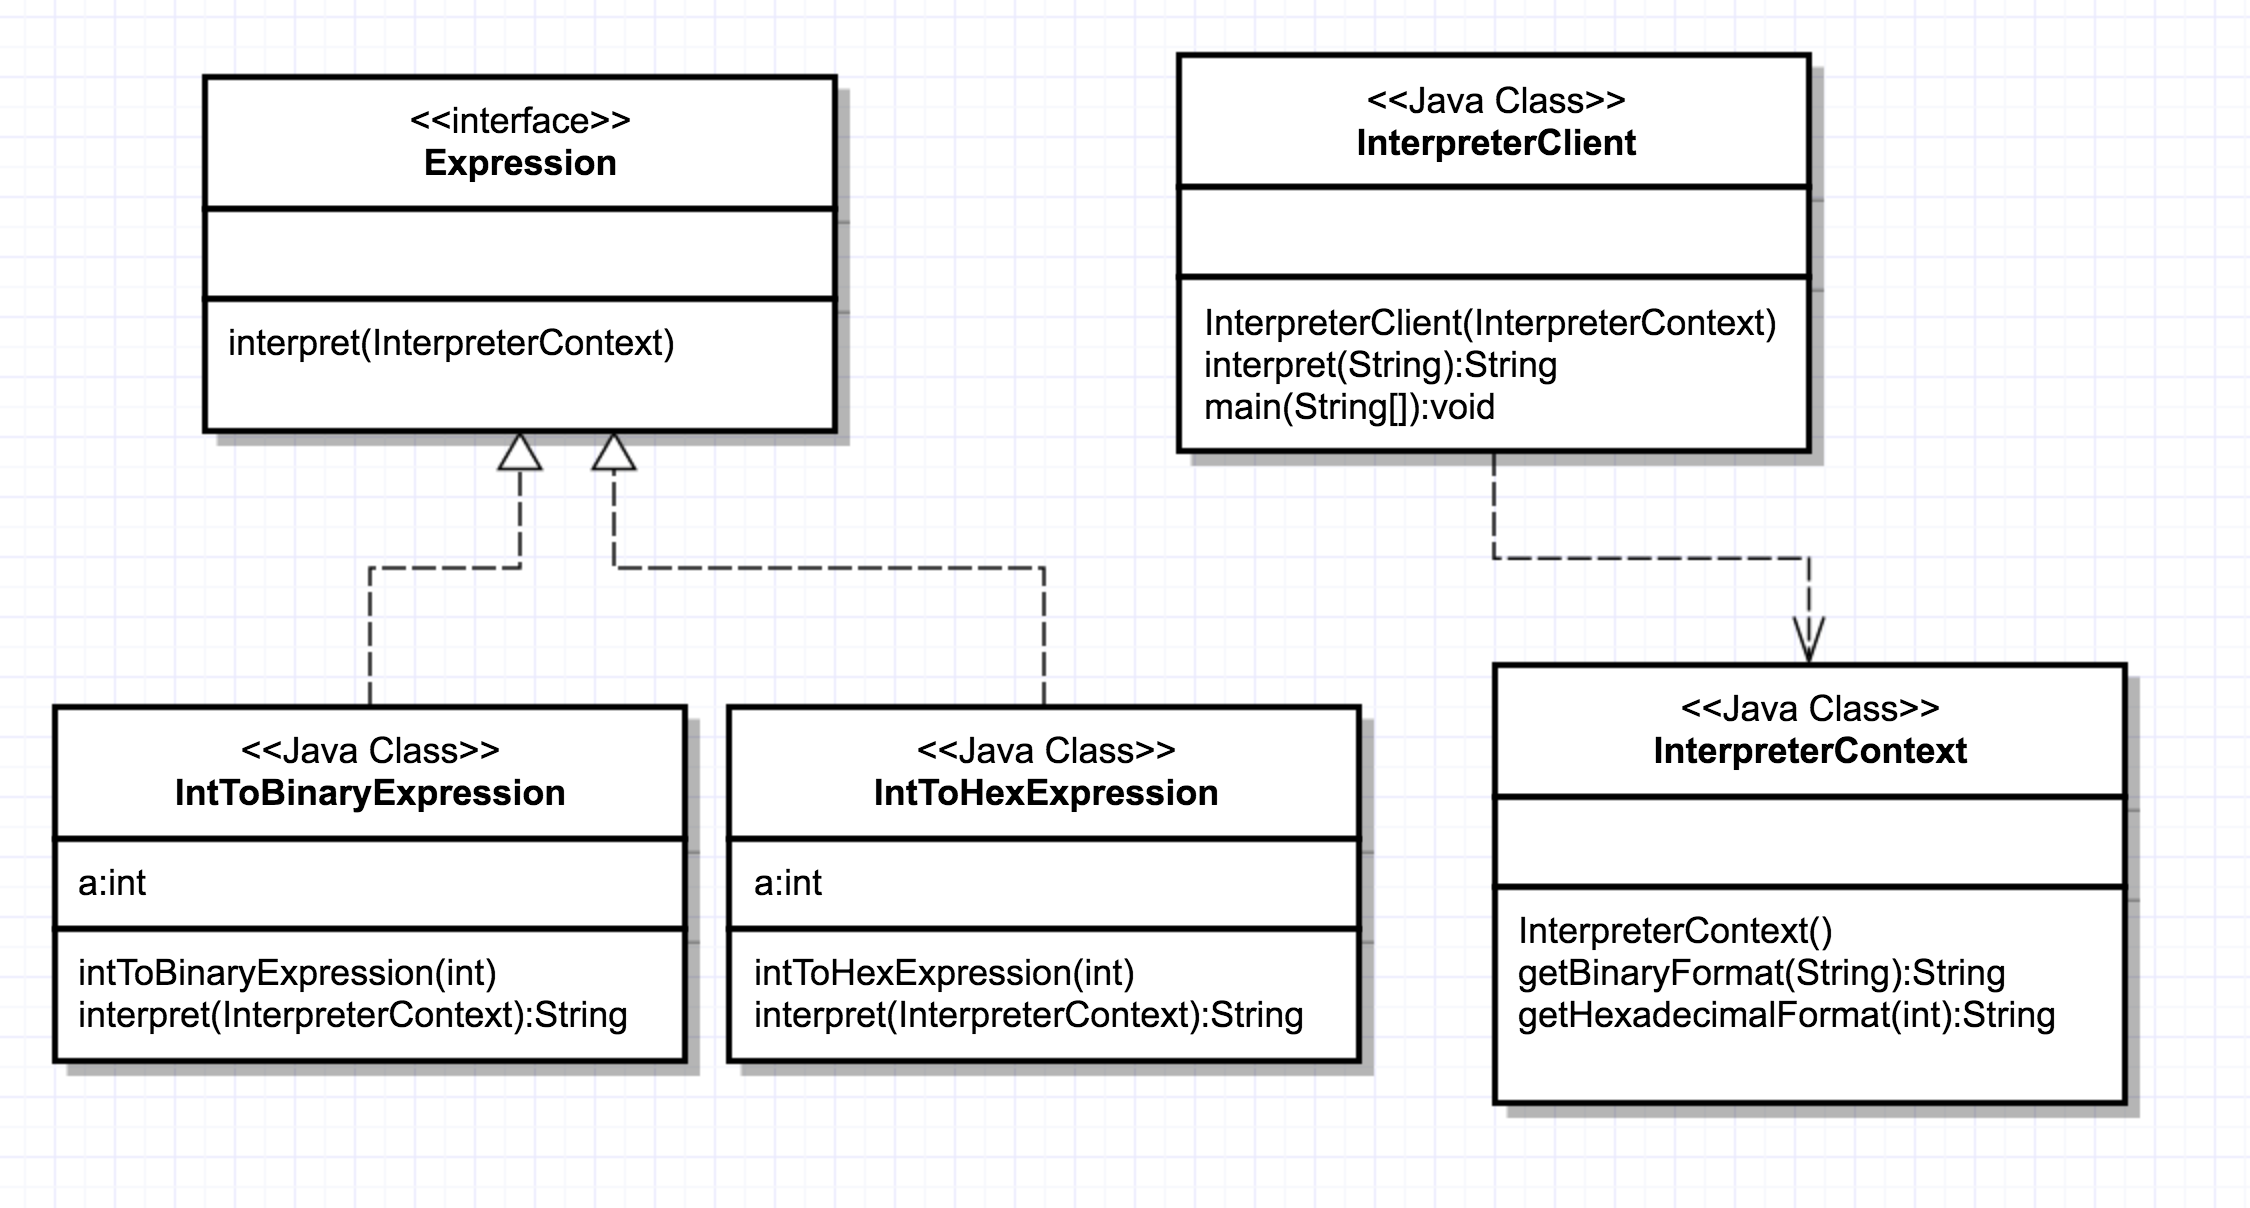 <<interface>>
Expression
interpret(InterpreterContext)
<<Java Class>>
InterpreterClient
InterpreterClient(InterpreterContext)
interpret(String):String
main(String[]):void
<<Java Class>>
IntToBinaryExpression
a:int
intToBinaryExpression(int)
interpret(InterpreterContext):String
<<Java Class>>
IntToHexExpression
a:int
intToHexExpression(int)
interpret(InterpreterContext):String
<<Java Class>>
InterpreterContext
InterpreterContext()
getBinaryFormat(String):String
getHexadecimalFormat(int):String